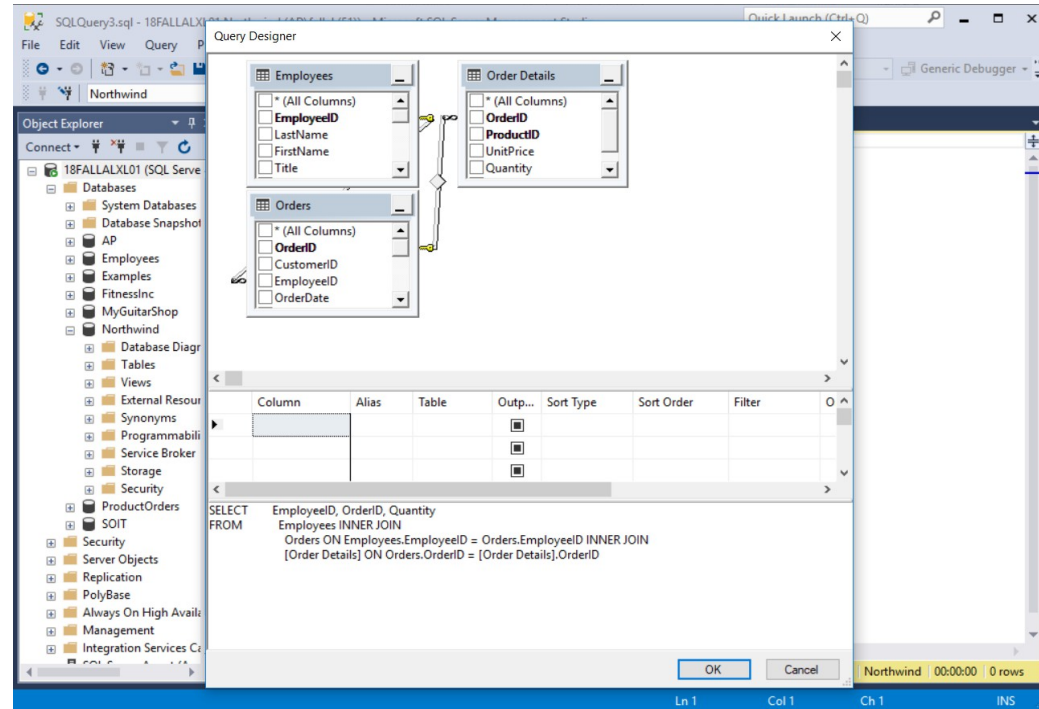 SQLQuery3.sql - 18FALLALXL
Quick Launch (Ctrl+Q)
File Edit View Query P
Northwind
Generic Debugger
Object Explorer
Connect
18FALLALXL01 (SQL Serve
Databases
System Databases
Database Snapshot
AP
Employees
Examples
FitnessInc
MyGuitarShop
Northwind
Database Diagr
Tables
Views
External Resour
Synonyms
Programmabili
Service Broker
Storage
Security
ProductOrders
SOIT
Security
Server Objects
Replication
PolyBase
Always On High Availa
Management
Integration Services Ca
Query Designer
Employees
* (All Columns)
EmployeeID
LastName
FirstName
Title
Order Details
* (All Columns)
OrderID
ProductID
UnitPrice
Quantity
Orders
* (All Columns)
OrderID
CustomerID
EmployeeID
OrderDate
Column Alias Table Outp... Sort Type Sort Order Filter O
SELECT EmployeeID, OrderID, Quantity
FROM Employees INNER JOIN
Orders ON Employees.EmployeeID = Orders.EmployeeID INNER JOIN
[Order Details] ON Orders.OrderID = [Order Details].OrderID
OK Cancel
Northwind 00:00:00 0 rows
Ln 1 Col 1 Ch 1 INS